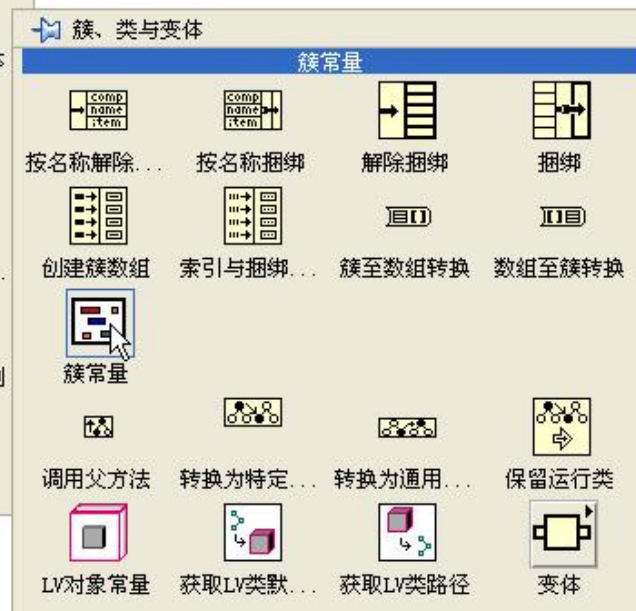 簇、类与变体
簇常量
comp name item
comp name item
按名称解除... 按名称捆绑 解除捆绑 捆绑
创建簇数组 索引与捆绑... 簇至数组转换 数组至簇转换
簇常量
调用父方法 转换为特定... 转换为通用... 保留运行类
LV对象常量 获取LV类默... 获取LV类路径 变体